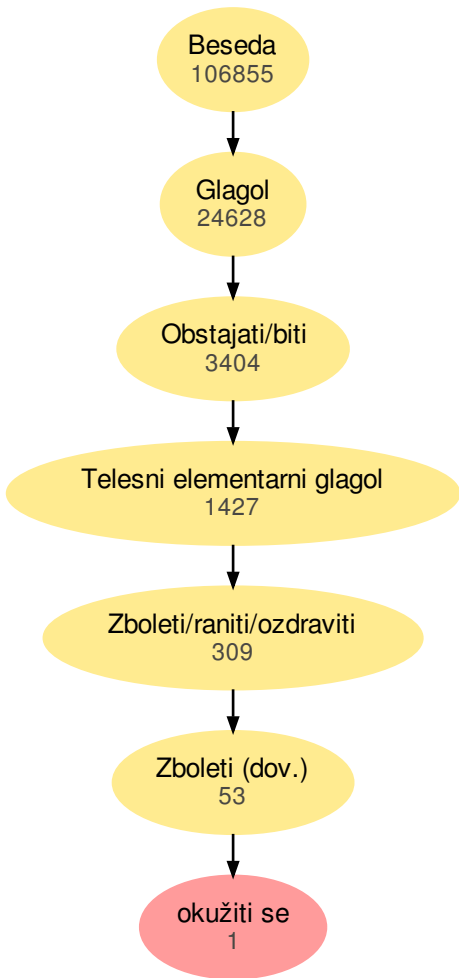 Beseda
106855
Glagol
24628
Obstajati/biti
3404
Telesni elementarni glagol
1427
Zboleti/raniti/ozdraviti
309
Zboleti (dov.)
53
okužiti se
1